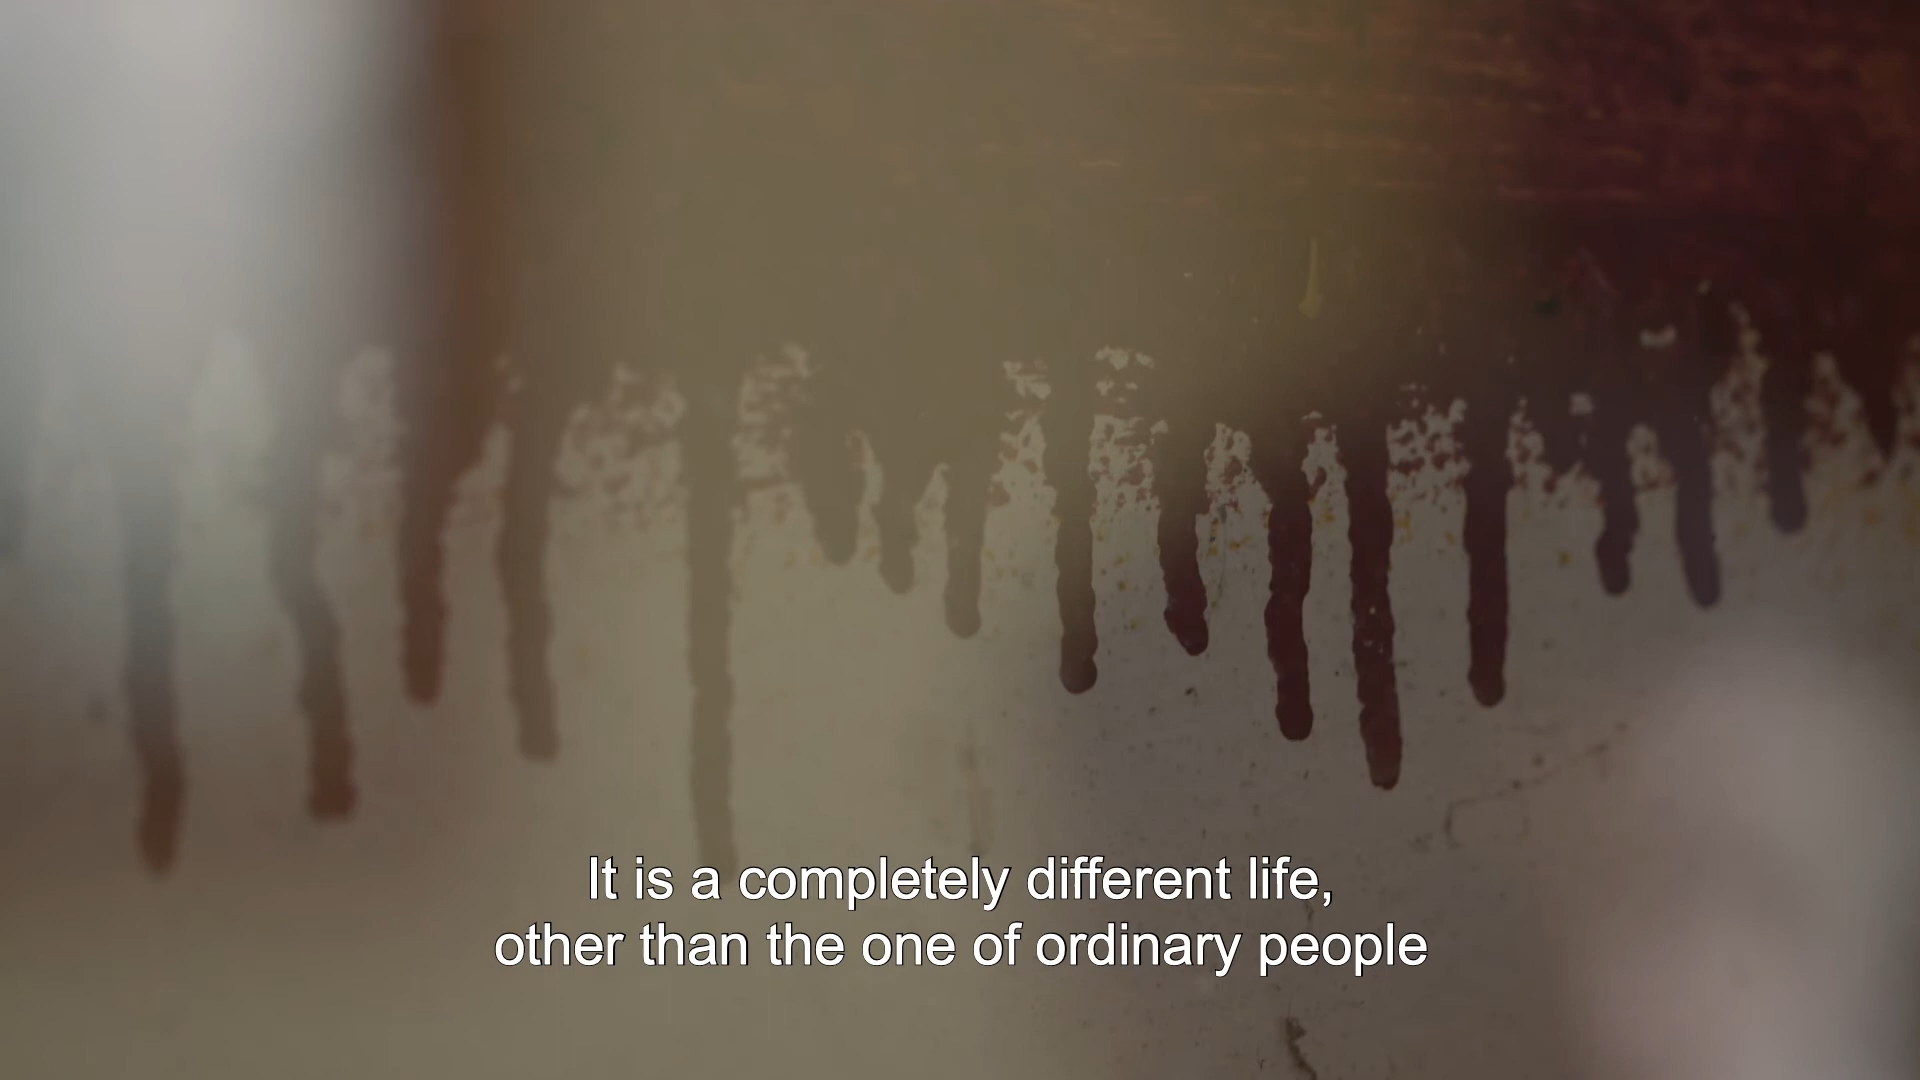 It is a completely different life,
other than the one of ordinary people